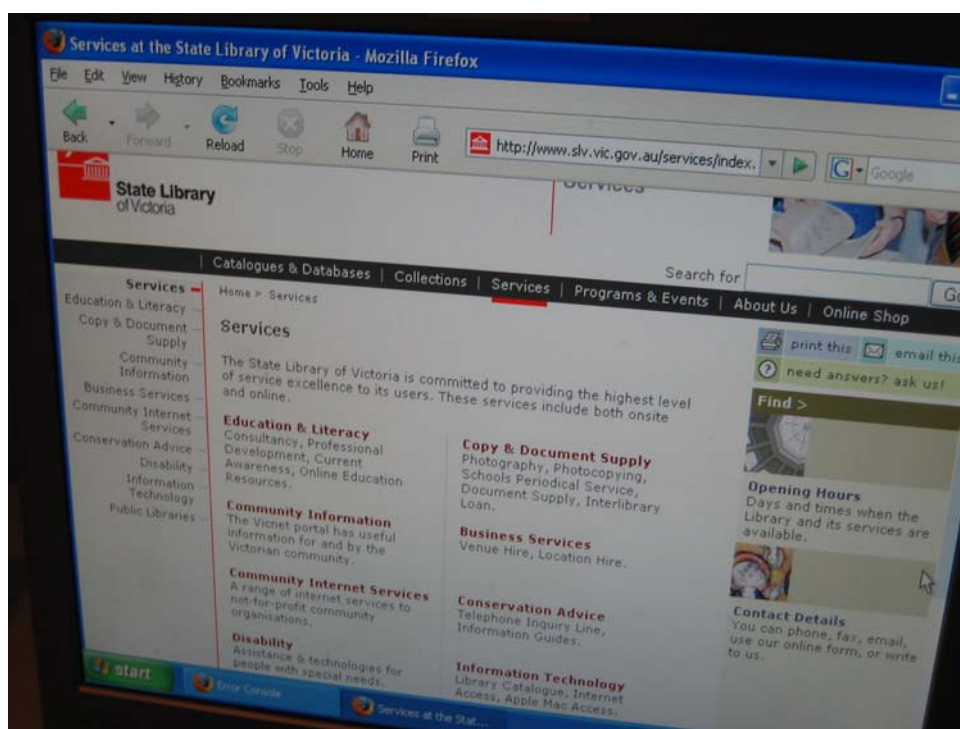 Services at the State Library of Victoria - Mozilla Firefox
File Edit View History Bookmarks Tools Help
Back Forward Reload Stop Home Print
http://www.slv.vic.gov.au/services/index.
G Google
State Library
of Victoria
Services
Search for
Go
Catalogues & Databases | Collections | Services | Programs & Events | About Us | Online Shop
Services
Education & Literacy
Copy & Document
Supply
Community
Information
Business Services
Community Internet
Services
Conservation Advice
Disability
Information
Technology
Public Libraries
Home > Services
Services
The State Library of Victoria is committed to providing the highest level
of service excellence to its users. These services include both onsite
and online.
Education & Literacy
Consultancy, Professional
Development, Current
Awareness, Online Education
Resources.
Community Information
The Vicnet portal has useful
information for and by the
Victorian community.
Community Internet Services
A range of internet services to
not-for-profit community
organisations.
Disability
Assistance & technologies for
people with special needs.
Copy & Document Supply
Photography, Photocopying,
Schools Periodical Service,
Document Supply, Interlibrary
Loan.
Business Services
Venue Hire, Location Hire.
Conservation Advice
Telephone Inquiry Line,
Information Guides.
Information Technology
Library Catalogue, Internet
Access, Apple Mac Access.
print this
email this
? need answers? ask us!
Find >
Opening Hours
Days and times when the
Library and its services are
available.
Contact Details
You can phone, fax, email,
use our online form, or write
to us.
start
Error Console
Services at the Stat...